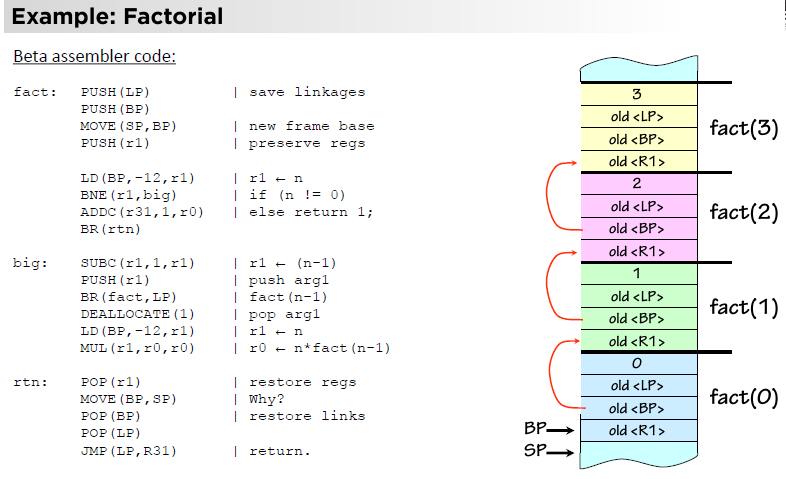 Example: Factorial
Beta assembler code:
fact: PUSH(LP) | save linkages
PUSH(BP)
MOVE(SP,BP) | new frame base
PUSH(r1) | preserve regs
LD(BP,-12,r1) | r1 ← n
BNE(r1,big) | if (n != 0)
ADDC(r31,1,r0) | else return 1;
BR(rtn)
big: SUBC(r1,1,r1) | r1 ← (n-1)
PUSH(r1) | push arg1
BR(fact,LP) | fact(n-1)
DEALLOCATE(1) | pop arg1
LD(BP,-12,r1) | r1 ← n
MUL(r1,r0,r0) | r0 ← n*fact(n-1)
rtn: POP(r1) | restore regs
MOVE(BP,SP) | Why?
POP(BP) | restore links
POP(LP)
JMP(LP,R31) | return.
3
old <LP>
old <BP>
old <R1>
fact(3)
2
old <LP>
old <BP>
old <R1>
fact(2)
1
old <LP>
old <BP>
old <R1>
fact(1)
0
old <LP>
old <BP>
old <R1>
fact(0)
BP
SP